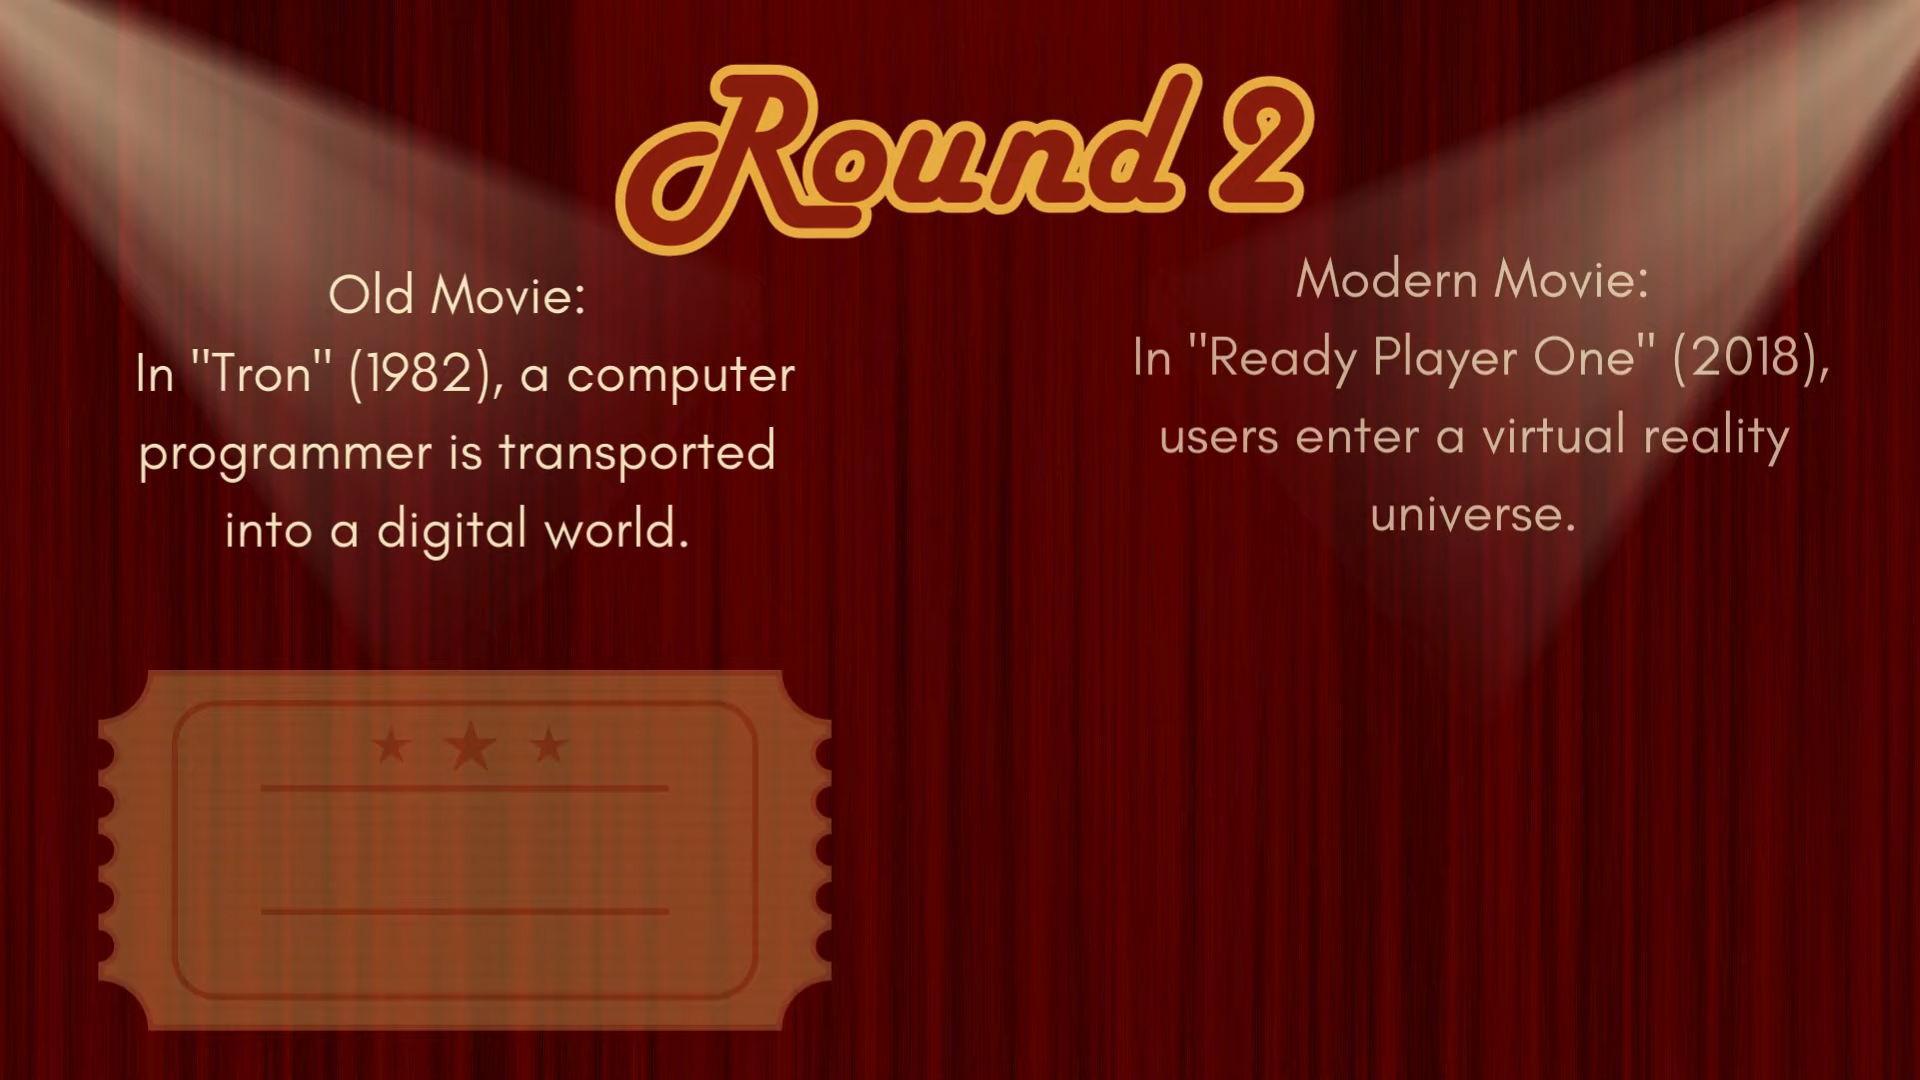 Round 2
Old Movie:
In "Tron" (1982), a computer
programmer is transported
into a digital world.
Modern Movie:
In "Ready Player One" (2018),
users enter a virtual reality
universe.